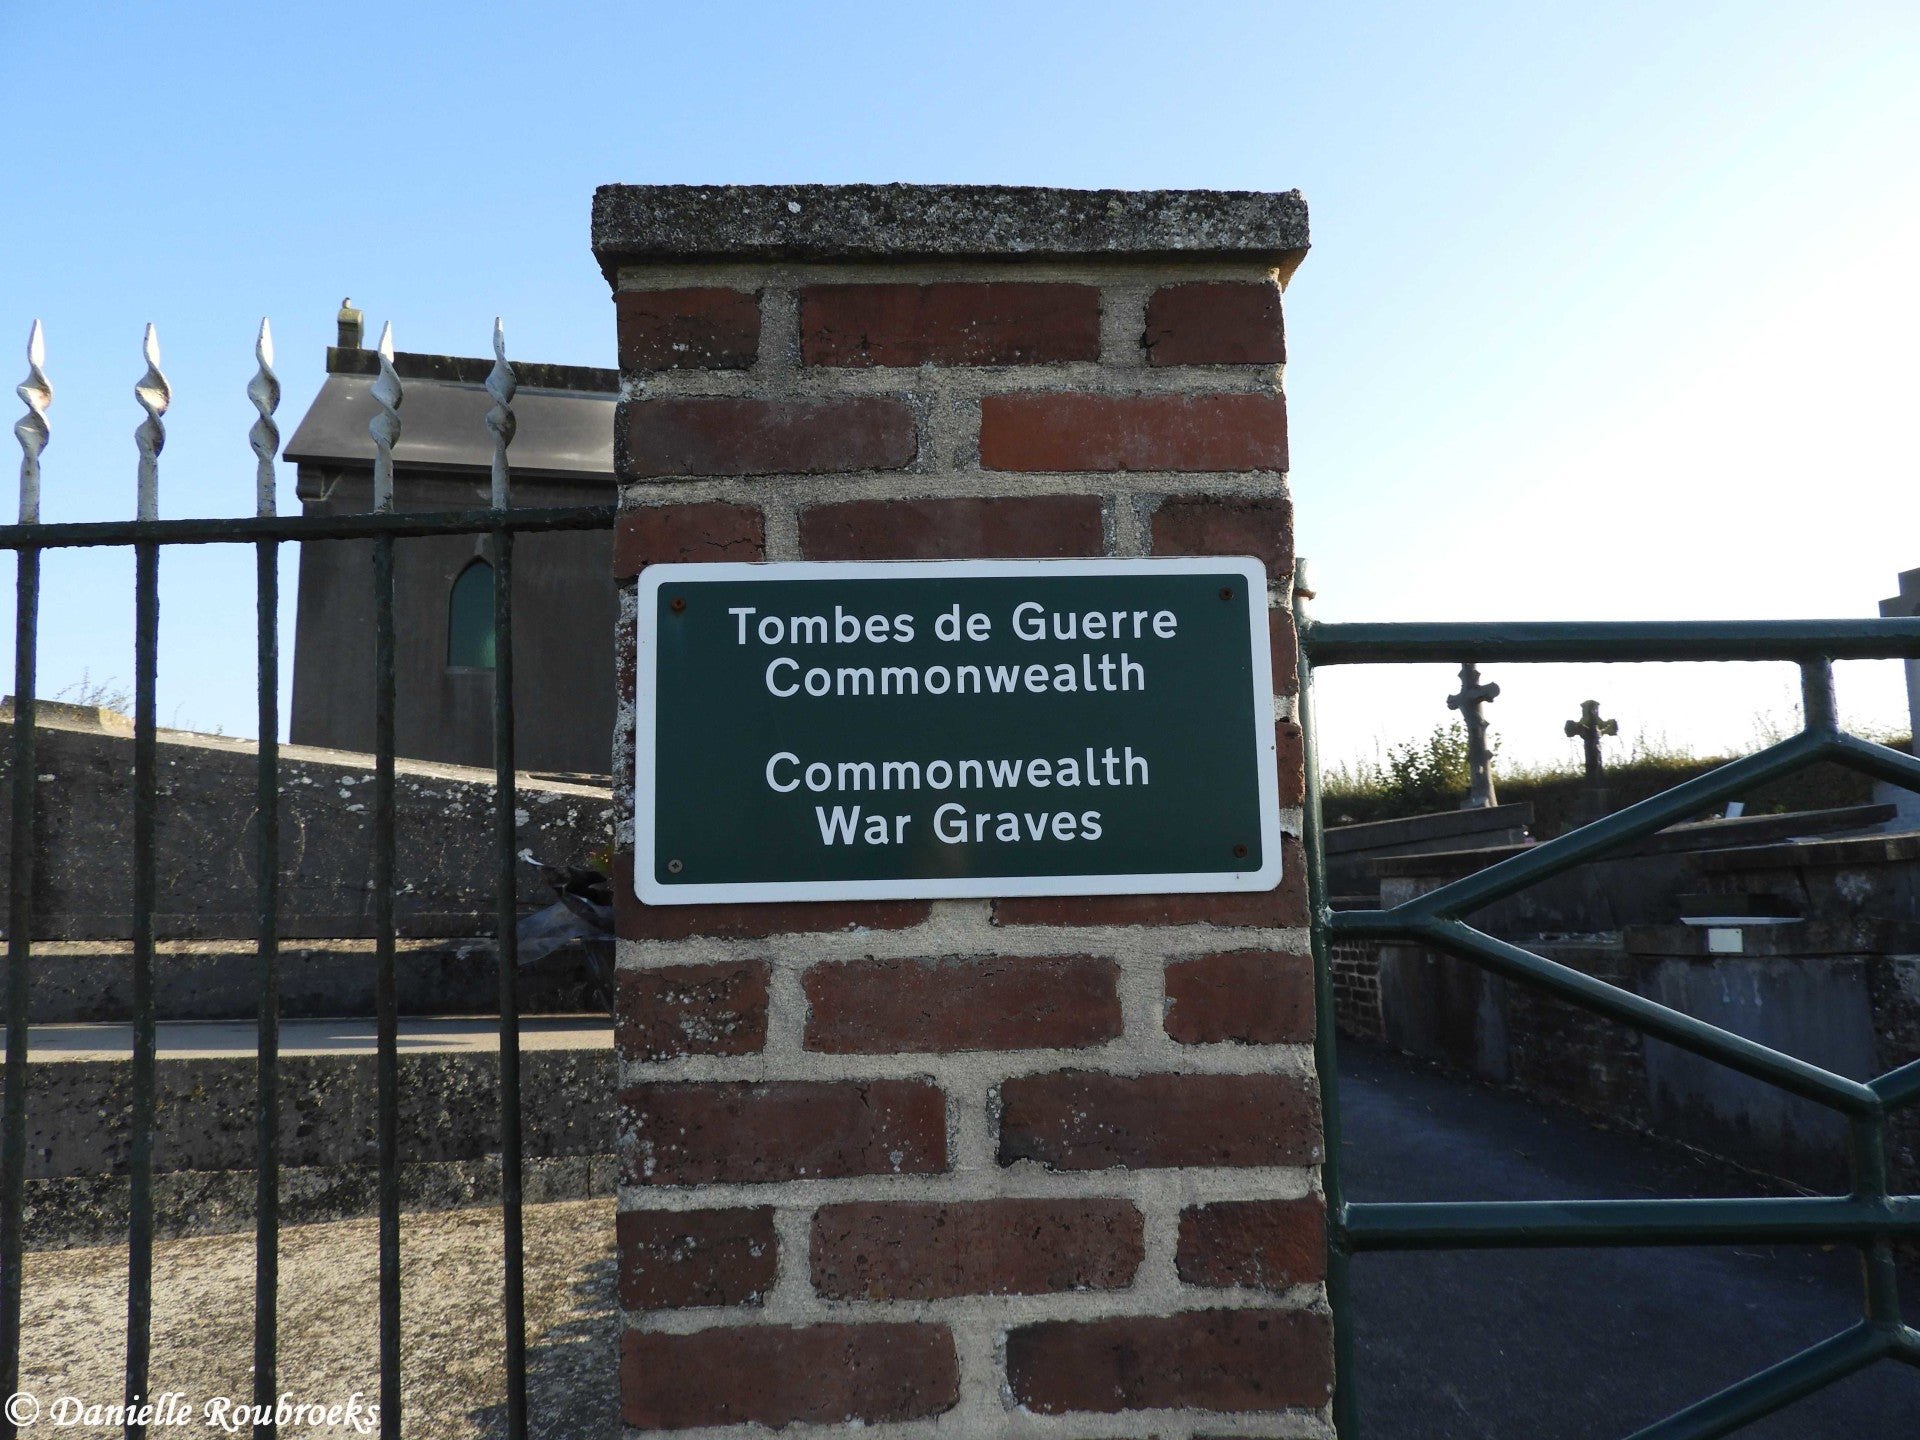 Tombes de Guerre
Commonwealth
Commonwealth
War Graves
© Danielle Roubroeks